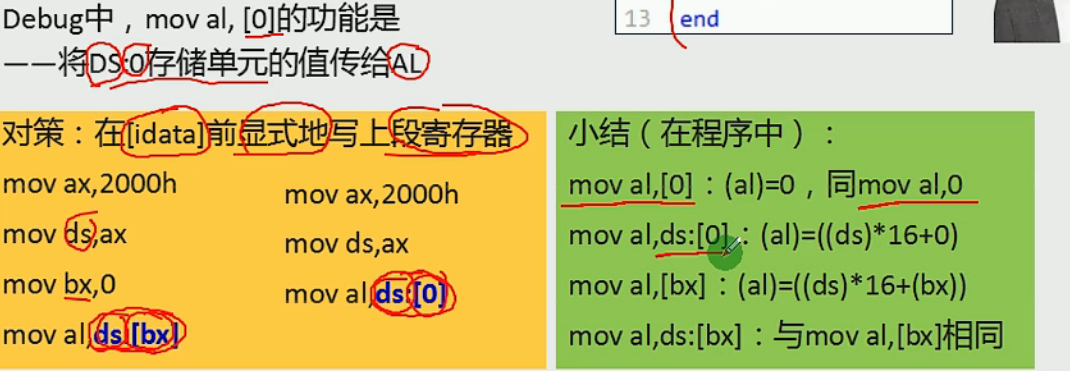 Debug中，mov al, [0]的功能是
——将DS:0存储单元的值传给AL
13 end
对策：在[idata]前显式地写上段寄存器
mov ax,2000h
mov ds,ax
mov bx,0
mov al,ds:[bx]
mov ax,2000h
mov ds,ax
mov al,ds:[0]
小结（在程序中）：
mov al,[0]：(al)=0，同mov al,0
mov al,ds:[0]：(al)=((ds)*16+0)
mov al,[bx]：(al)=((ds)*16+(bx))
mov al,ds:[bx]：与mov al,[bx]相同